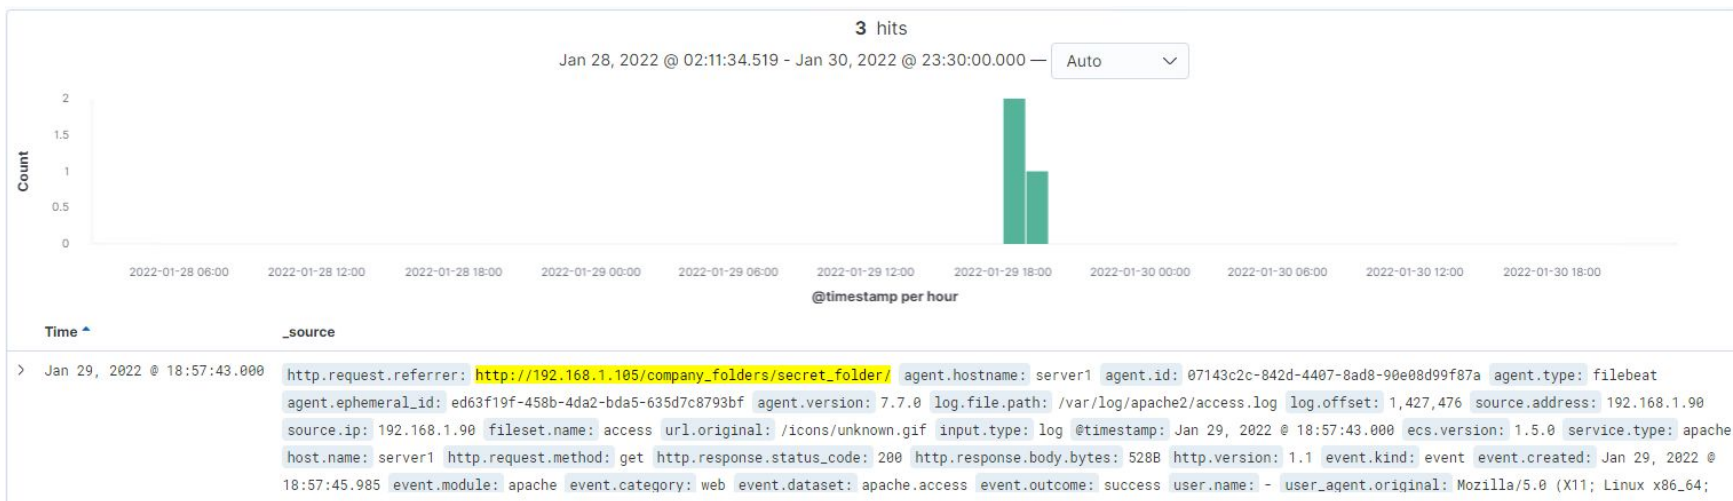 3 hits
Jan 28, 2022 @ 02:11:34.519 - Jan 30, 2022 @ 23:30:00.000 — Auto
2
1.5
1
0.5
0
Count
2022-01-28 06:00 2022-01-28 12:00 2022-01-28 18:00 2022-01-29 00:00 2022-01-29 06:00 2022-01-29 12:00 2022-01-29 18:00 2022-01-30 00:00 2022-01-30 06:00 2022-01-30 12:00 2022-01-30 18:00
@timestamp per hour
Time _source
Jan 29, 2022 @ 18:57:43.000 http.request.referrer: http://192.168.1.105/company_folders/secret_folder/ agent.hostname: server1 agent.id: 07143c2c-842d-4407-8ad8-90e08d99f87a agent.type: filebeat
agent.ephemeral_id: ed63f19f-458b-4da2-bda5-635d7c8793bf agent.version: 7.7.0 log.file.path: /var/log/apache2/access.log log.offset: 1,427,476 source.address: 192.168.1.90
source.ip: 192.168.1.90 fileset.name: access url.original: /icons/unknown.gif input.type: log @timestamp: Jan 29, 2022 @ 18:57:43.000 ecs.version: 1.5.0 service.type: apache
host.name: server1 http.request.method: get http.response.status_code: 200 http.response.body.bytes: 528B http.version: 1.1 event.kind: event event.created: Jan 29, 2022 @
18:57:45.985 event.module: apache event.category: web event.dataset: apache.access event.outcome: success user.name: - user_agent.original: Mozilla/5.0 (X11; Linux x86_64;